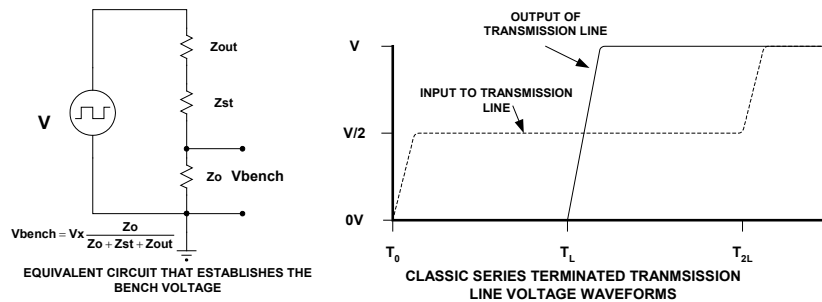 Zout
Zst
V
Zo Vbench
Vbench = Vx Zo
Zo + Zst + Zout
EQUIVALENT CIRCUIT THAT ESTABLISHES THE
BENCH VOLTAGE
OUTPUT OF
TRANSMISSION LINE
V
INPUT TO TRANSMISSION
LINE
V/2
0V
T0
TL
T2L
CLASSIC SERIES TERMINATED TRANMSISSION
LINE VOLTAGE WAVEFORMS